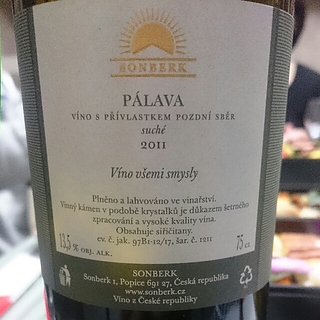 SONBERK
PÁLAVA
VÍNO S PŘÍVLASTKEM POZDNÍ SBĚR
suché
2011
Víno všemi smysly
Plněno a lahvováno ve vinařství.
Vinný kámen v podobě krystalků je důkazem šetrného
zpracování a vysoké kvality vína.
Obsahuje siřičitany.
ev. č. jak. 97B1-12/17, šar. č. 1211
13,5 % OBJ. ALK.
75 cl
SONBERK
Sonberk 1, Popice 691 27, Česká republika
www.sonberk.cz
Víno z České republiky